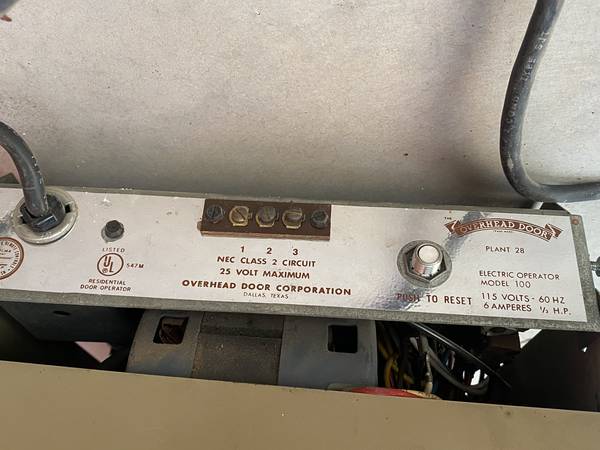 LISTED
UL
547M
RESIDENTIAL
DOOR OPERATOR
1 2 3
NEC CLASS 2 CIRCUIT
25 VOLT MAXIMUM
OVERHEAD DOOR CORPORATION
DALLAS, TEXAS
PUSH TO RESET
THE
OVERHEAD DOOR
PLANT 28
ELECTRIC OPERATOR
MODEL 100
115 VOLTS - 60 HZ
6 AMPERES 1/3 H.P.